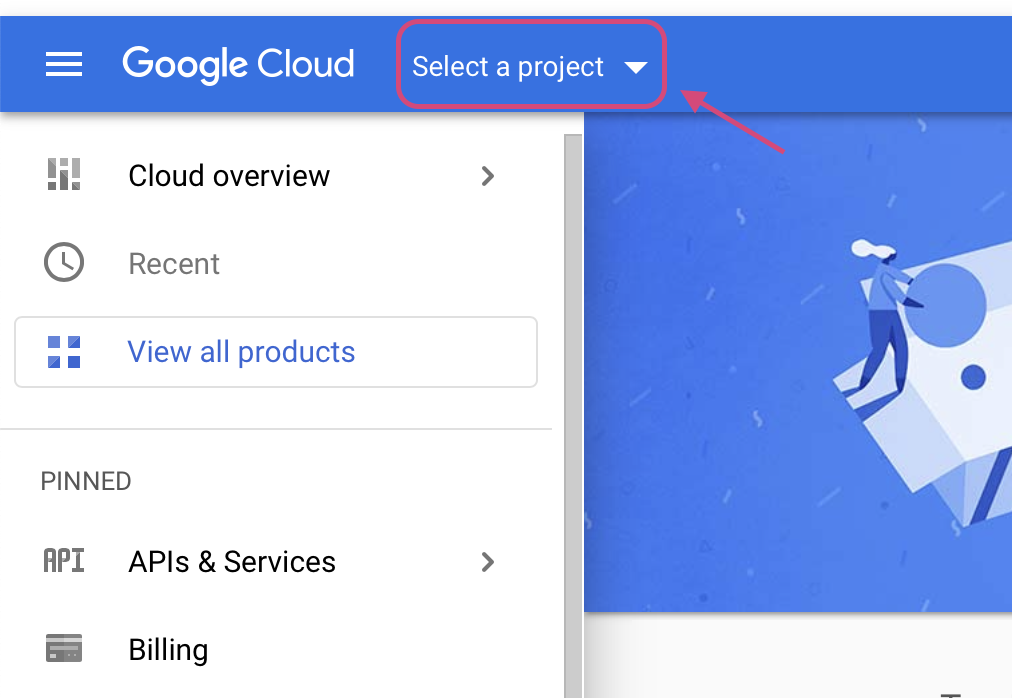 Google Cloud Select a project
Cloud overview
Recent
View all products
PINNED
API APIs & Services
Billing